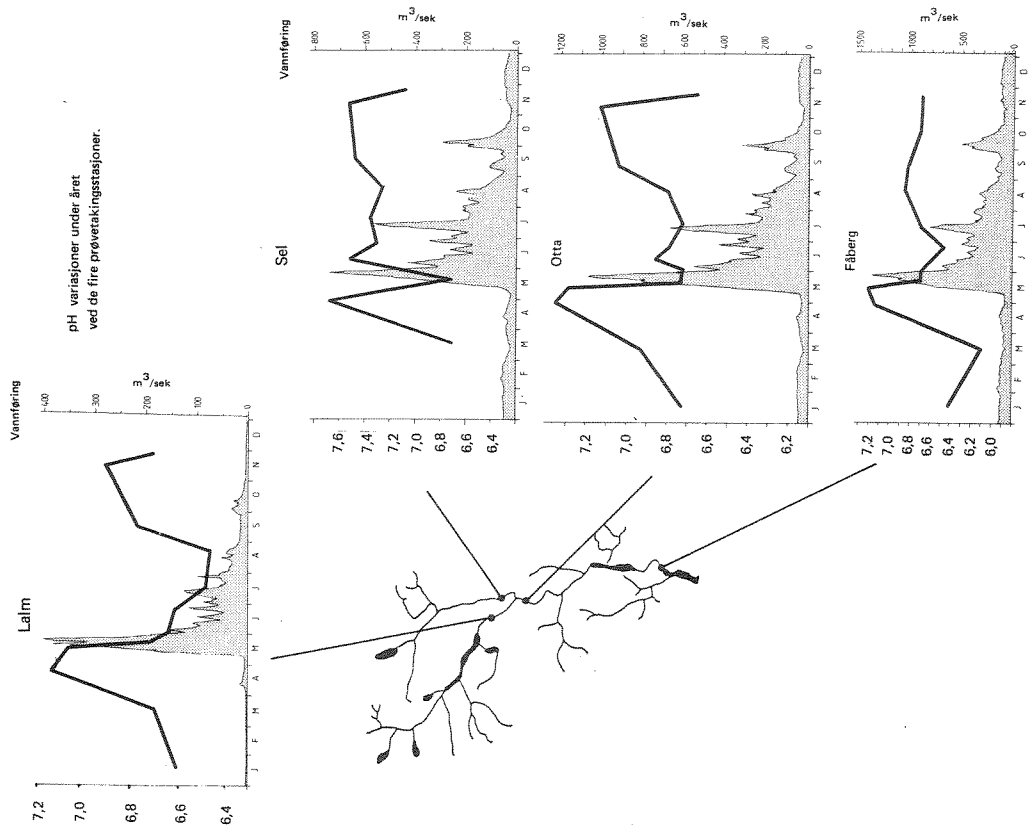 pH variasjoner under året
ved de fire prøvetakingsstasjoner.
Lalm
Vannføring
m³/sek
7,2
7,0
6,8
6,6
6,4
400
300
200
100
0
J F M A M J J A S O N D
Sel
Vannføring
m³/sek
7,6
7,4
7,2
7,0
6,8
6,6
6,4
800
600
400
200
0
J F M A M J J A S O N D
Otta
m³/sek
7,2
7,0
6,8
6,6
6,4
6,2
1200
1000
800
600
400
200
0
J F M A M J J A S O N D
Fåberg
m³/sek
7,2
7,0
6,8
6,6
6,4
6,2
6,0
1000
500
0
J F M A M J J A S O N D